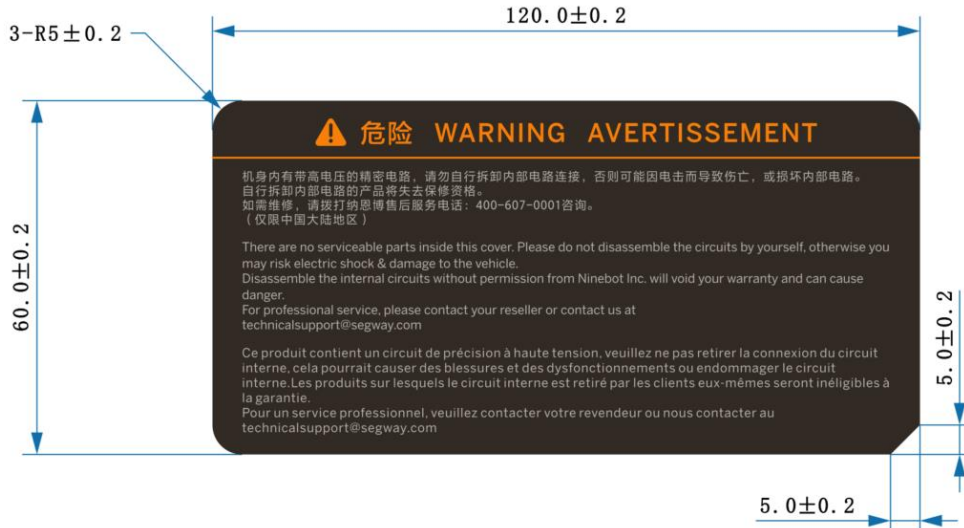 120.0±0.2
3-R5±0.2
危险 WARNING AVERTISSEMENT
机身内有带高电压的精密电路，请勿自行拆卸内部电路连接，否则可能因电击而导致伤亡，或损坏内部电路。
自行拆卸内部电路的产品将失去保修资格。
如需维修，请拨打纳恩博售后服务电话：400-607-0001咨询。
（仅限中国大陆地区）
There are no serviceable parts inside this cover. Please do not disassemble the circuits by yourself, otherwise you
may risk electric shock & damage to the vehicle.
Disassemble the internal circuits without permission from Ninebot Inc. will void your warranty and can cause
danger.
For professional service, please contact your reseller or contact us at
technicalsupport@segway.com
Ce produit contient un circuit de précision à haute tension, veuillez ne pas retirer la connexion du circuit
interne, cela pourrait causer des blessures et des dysfonctionnements ou endommager le circuit
interne.Les produits sur lesquels le circuit interne est retiré par les clients eux-mêmes seront inéligibles à
la garantie.
Pour un service professionnel, veuillez contacter votre revendeur ou nous contacter au
technicalsupport@segway.com
60.0±0.2
5.0±0.2
5.0±0.2